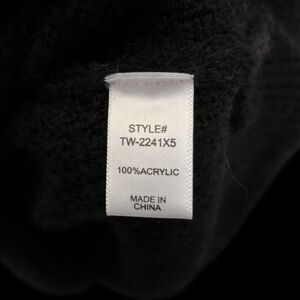 STYLE#
TW-2241X5
100%ACRYLIC
MADE IN
CHINA